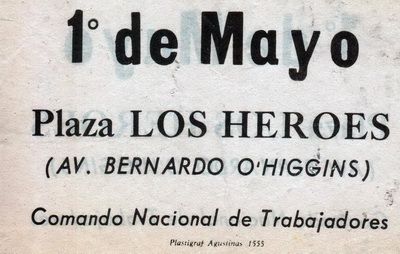 1° de Mayo
Plaza LOS HEROES
(AV. BERNARDO O'HIGGINS)
Comando Nacional de Trabajadores
Plastigraf Agustinas 1555